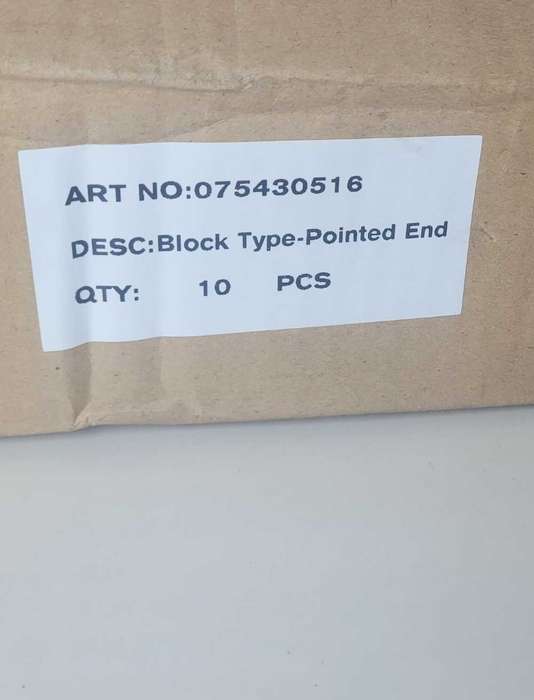 ART NO:075430516
DESC:Block Type-Pointed End
QTY: 10 PCS